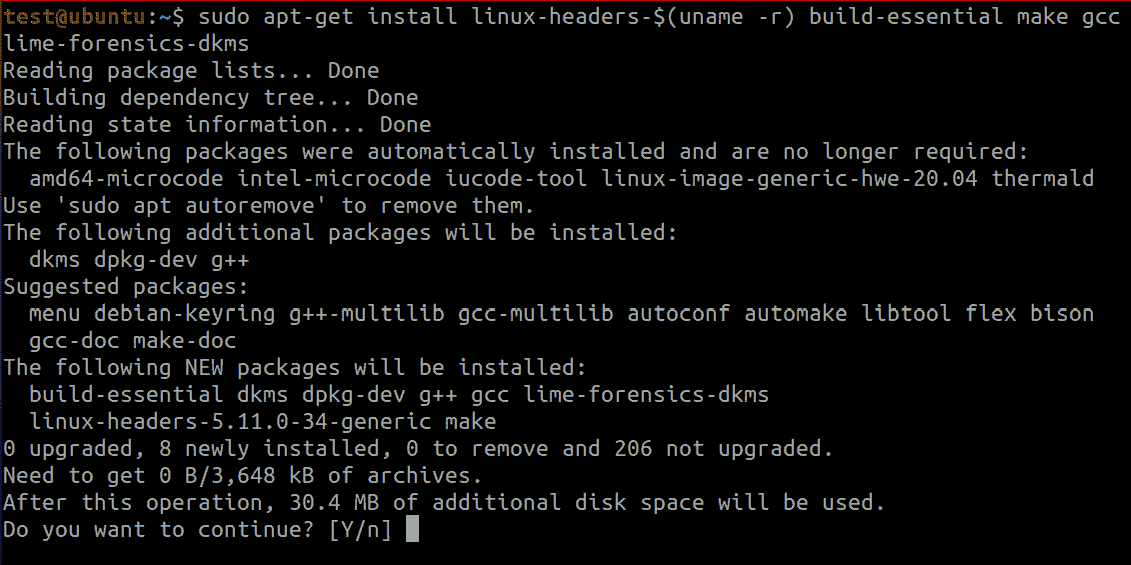 test@ubuntu:~$ sudo apt-get install linux-headers-$(uname -r) build-essential make gcc
lime-forensics-dkms
Reading package lists... Done
Building dependency tree... Done
Reading state information... Done
The following packages were automatically installed and are no longer required:
  amd64-microcode intel-microcode iucode-tool linux-image-generic-hwe-20.04 thermald
Use 'sudo apt autoremove' to remove them.
The following additional packages will be installed:
  dkms dpkg-dev g++
Suggested packages:
  menu debian-keyring g++-multilib gcc-multilib autoconf automake libtool flex bison
  gcc-doc make-doc
The following NEW packages will be installed:
  build-essential dkms dpkg-dev g++ gcc lime-forensics-dkms
  linux-headers-5.11.0-34-generic make
0 upgraded, 8 newly installed, 0 to remove and 206 not upgraded.
Need to get 0 B/3,648 kB of archives.
After this operation, 30.4 MB of additional disk space will be used.
Do you want to continue? [Y/n]